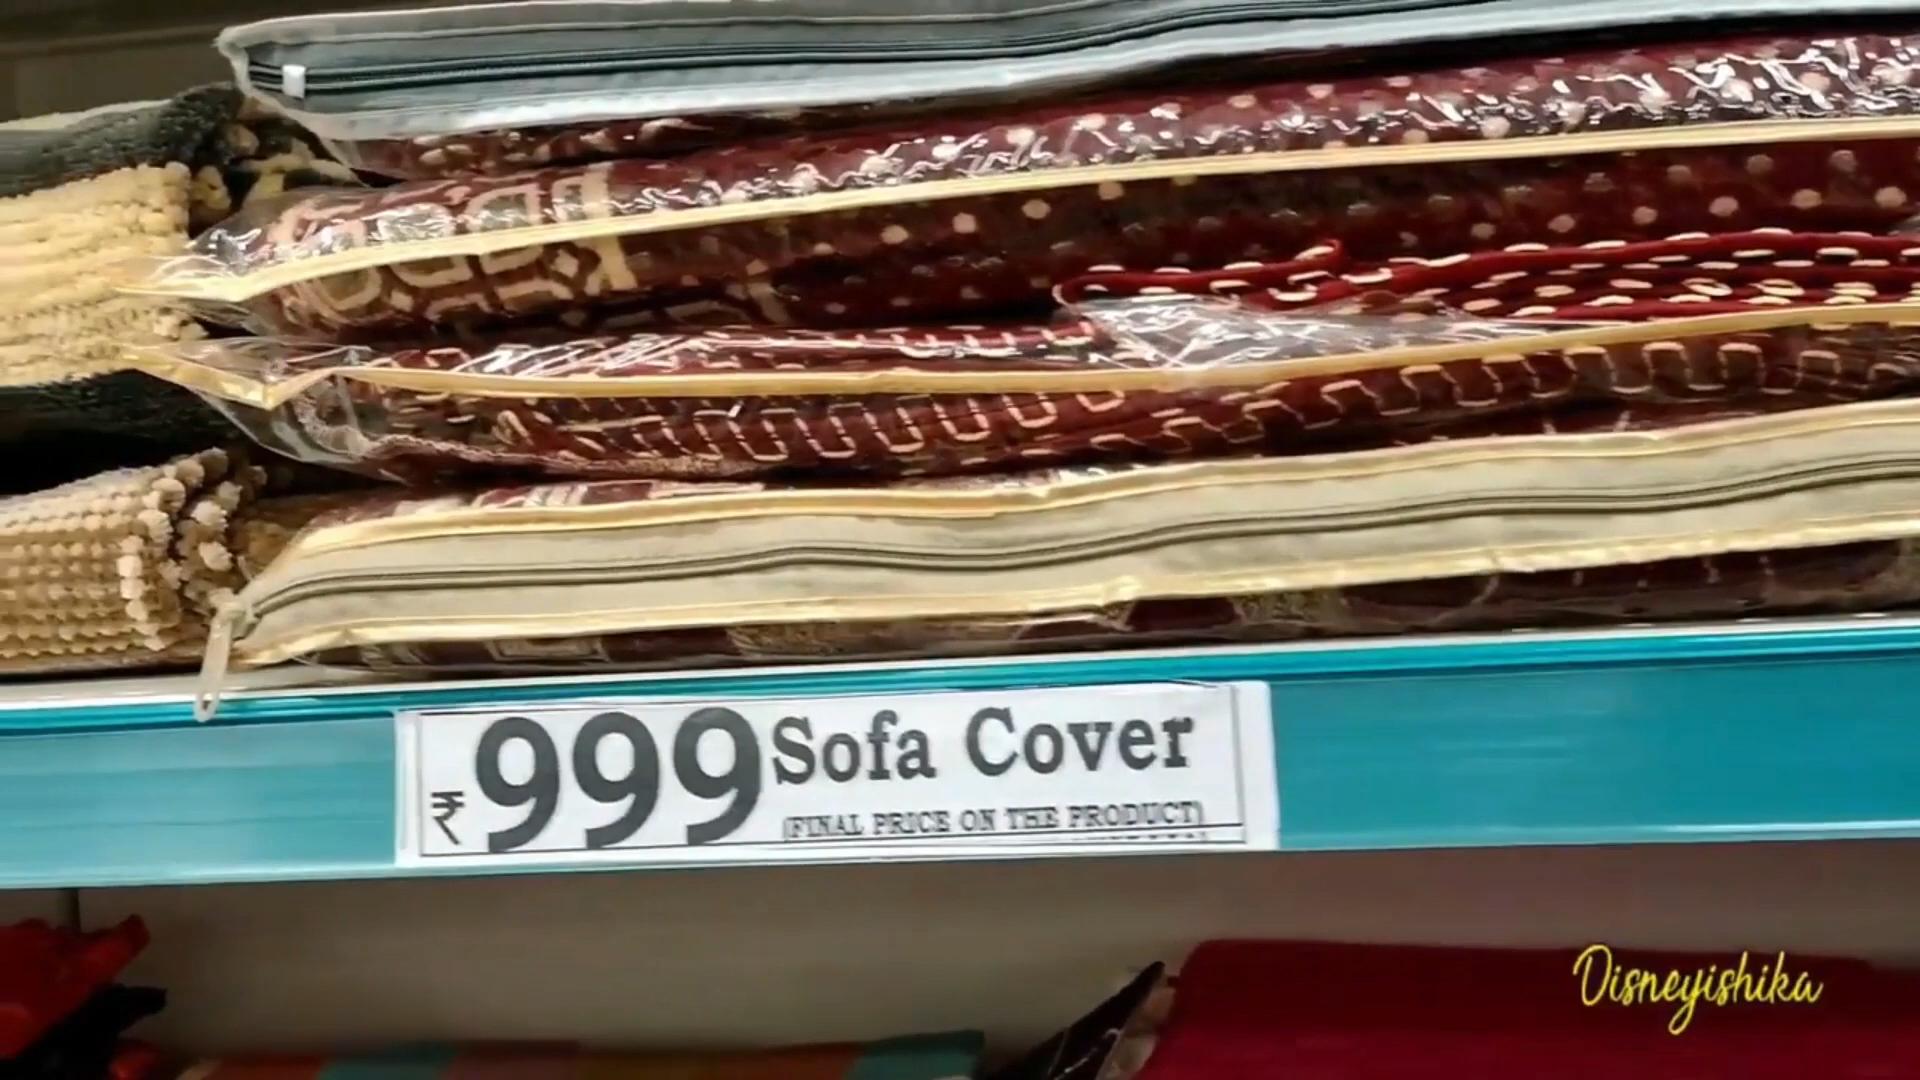 ₹ 999 Sofa Cover
(FINAL PRICE ON THE PRODUCT)
Disneyishika